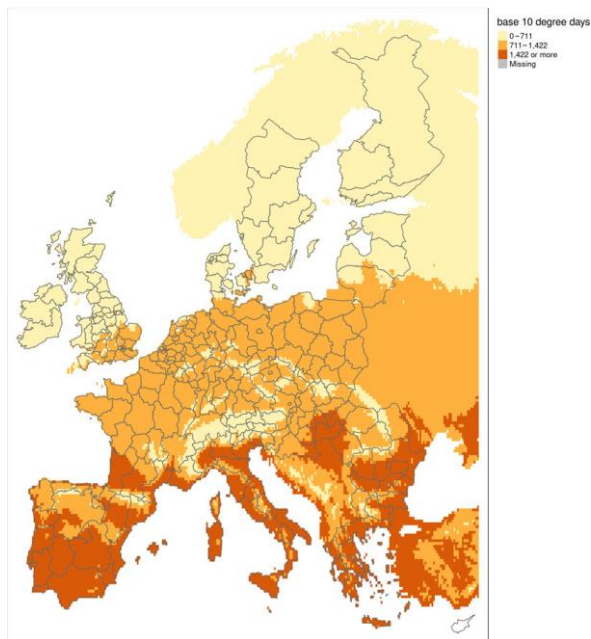 base 10 degree days
0−711
711−1,422
1,422 or more
Missing